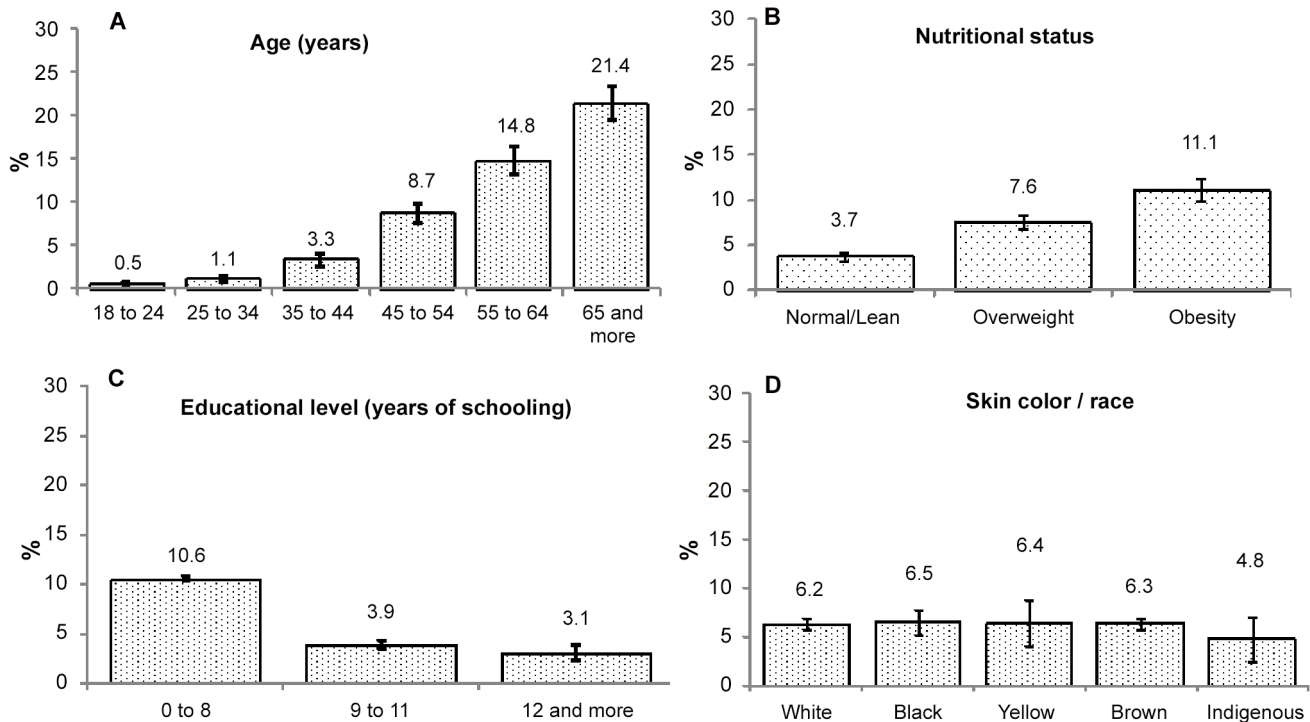 A
Age (years)
%
30
25
20
15
10
5
0
0.5
1.1
3.3
8.7
14.8
21.4
18 to 24
25 to 34
35 to 44
45 to 54
55 to 64
65 and
more
B
Nutritional status
%
30
25
20
15
10
5
0
3.7
7.6
11.1
Normal/Lean
Overweight
Obesity
C
Educational level (years of schooling)
%
30
25
20
15
10
5
0
10.6
3.9
3.1
0 to 8
9 to 11
12 and more
D
Skin color / race
%
30
25
20
15
10
5
0
6.2
6.5
6.4
6.3
4.8
White
Black
Yellow
Brown
Indigenous